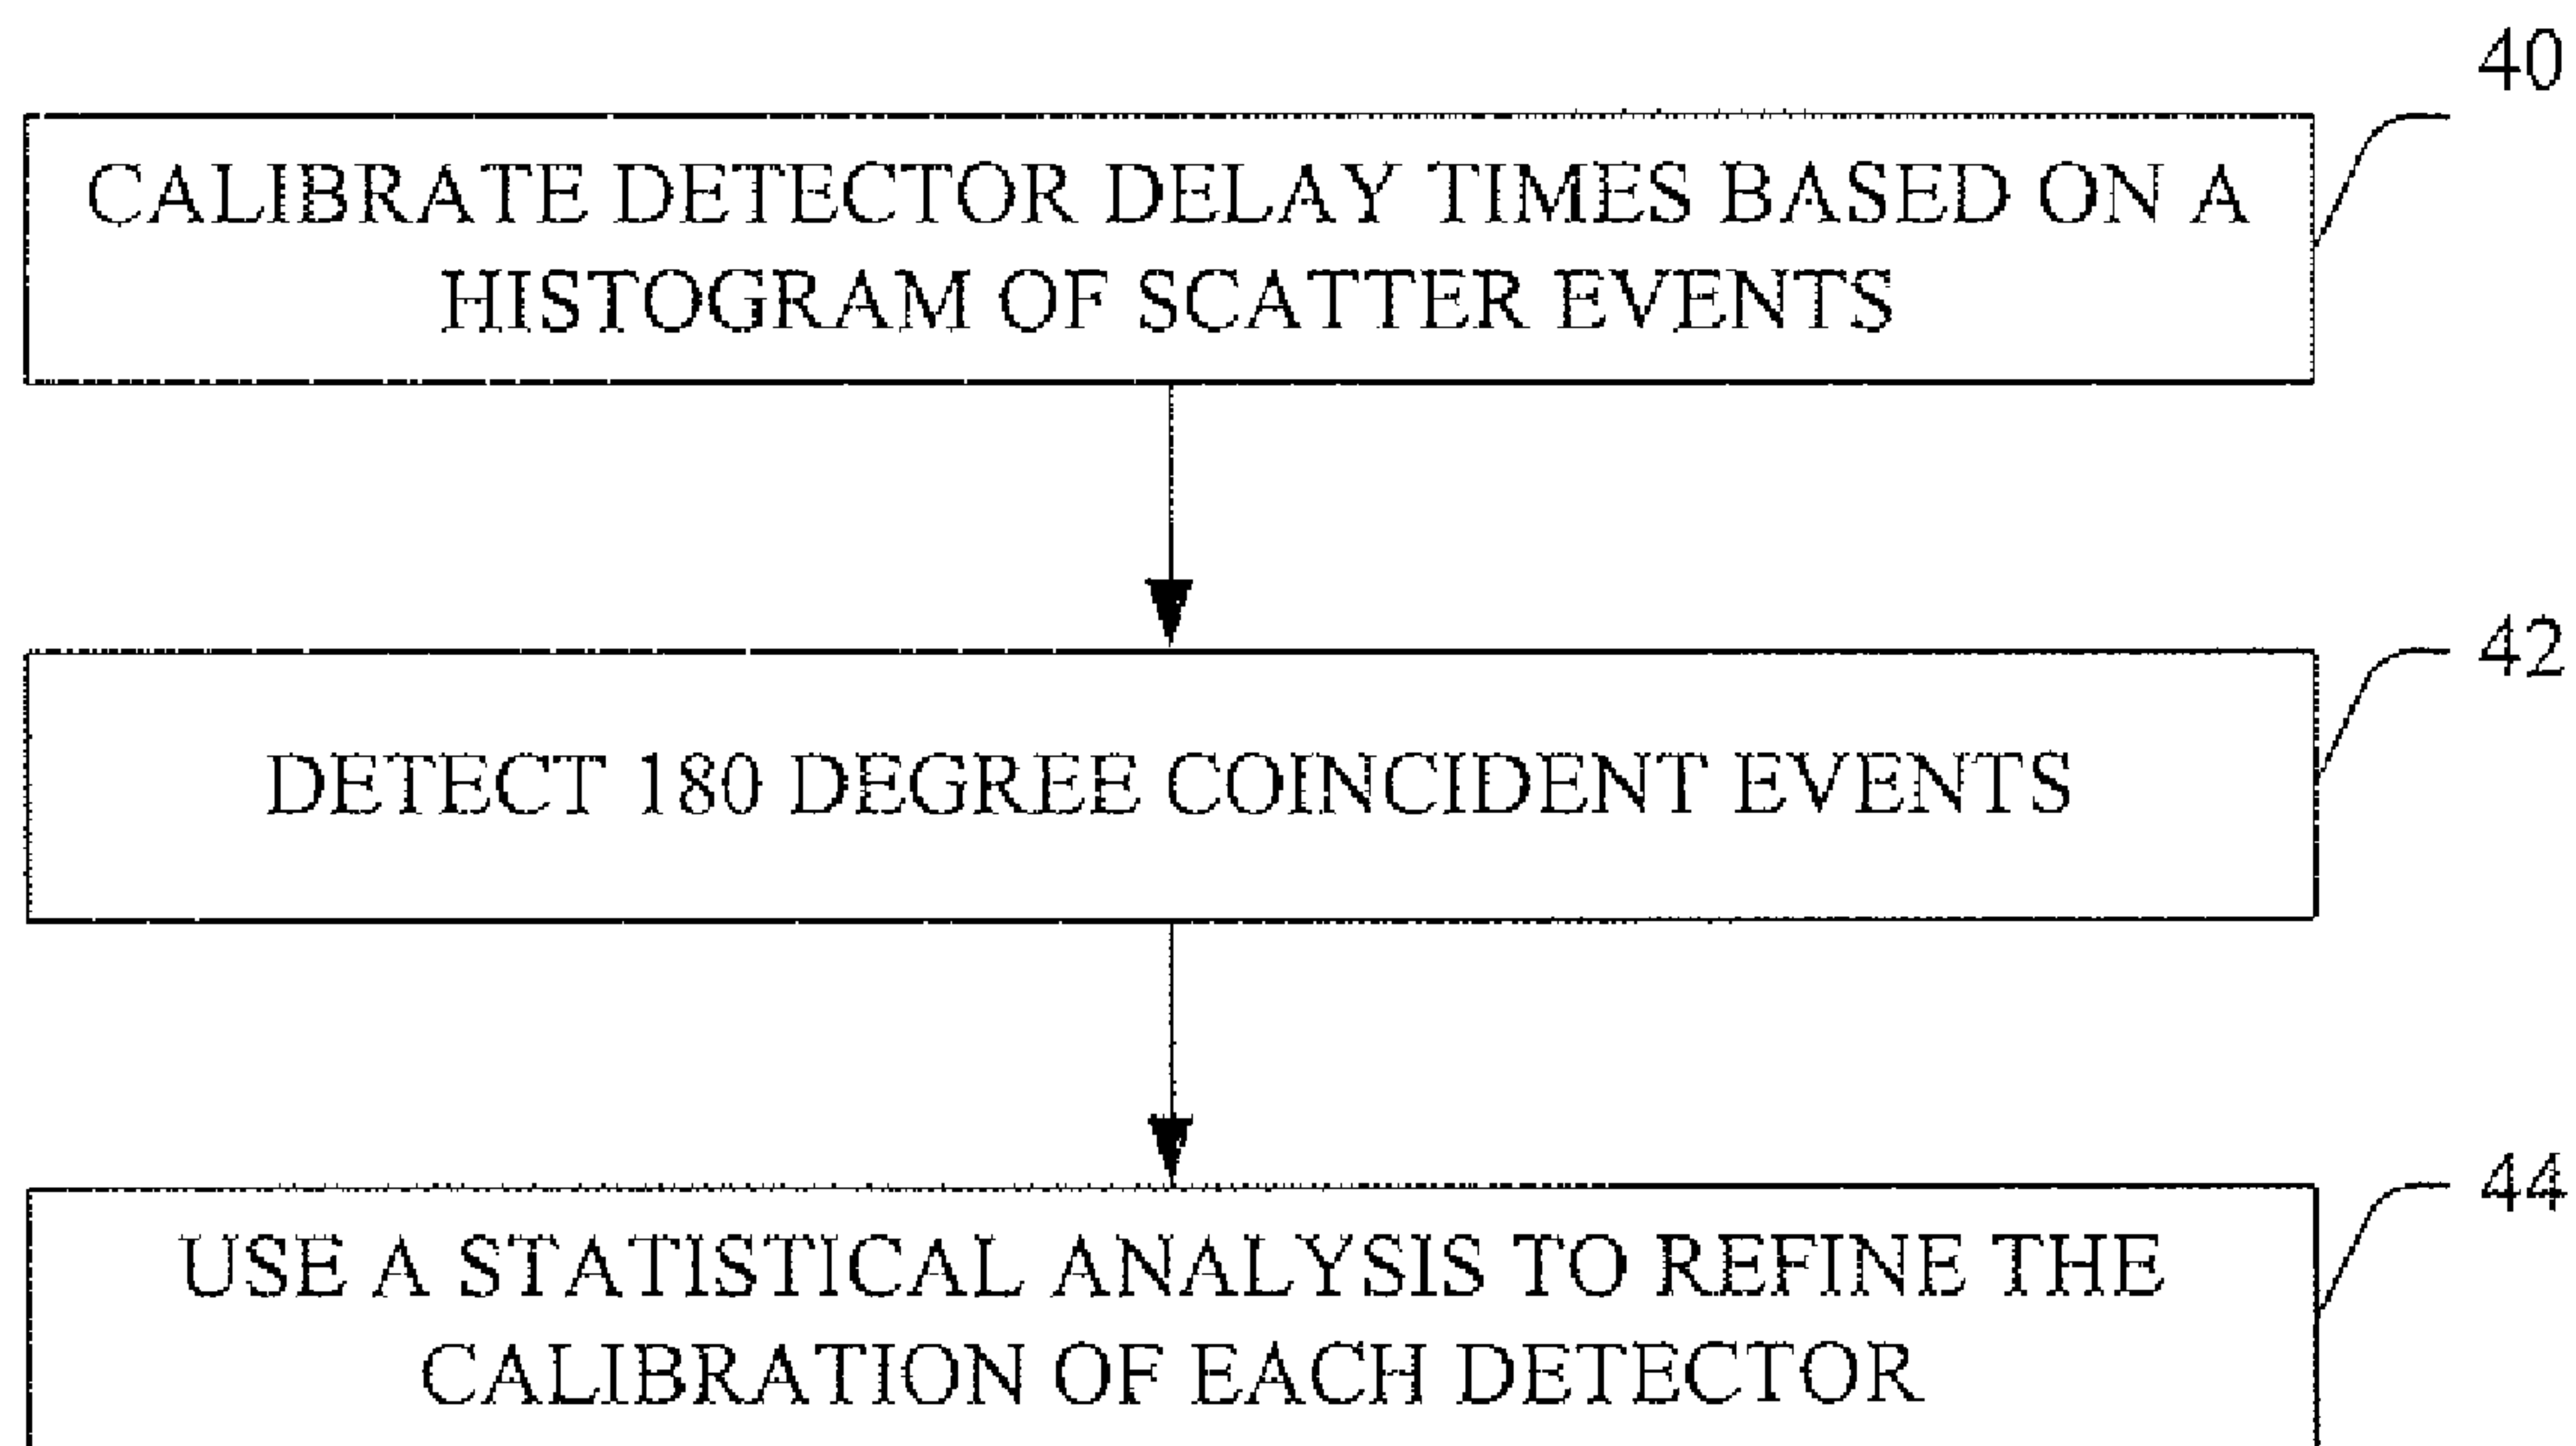 40
CALIBRATE DETECTOR DELAY TIMES BASED ON A
HISTOGRAM OF SCATTER EVENTS
42
DETECT 180 DEGREE COINCIDENT EVENTS
44
USE A STATISTICAL ANALYSIS TO REFINE THE
CALIBRATION OF EACH DETECTOR